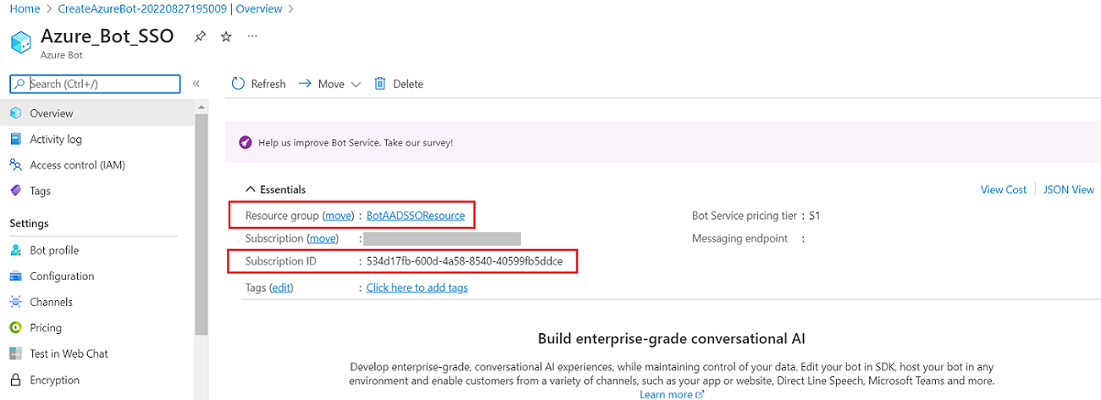 Home > CreateAzureBot-20220827195009 | Overview >
Azure_Bot_SSO
Azure Bot
Search (Ctrl+/)
Refresh Move Delete
Overview
Activity log
Access control (IAM)
Tags
Settings
Bot profile
Configuration
Channels
Pricing
Test in Web Chat
Encryption
Help us improve Bot Service. Take our survey!
Essentials
View Cost JSON View
Resource group (move) : BotAADSSOResource
Bot Service pricing tier : S1
Subscription (move) :
Messaging endpoint :
Subscription ID : 534d17fb-600d-4a58-8540-40599fb5ddce
Tags (edit) : Click here to add tags
Build enterprise-grade conversational AI
Develop enterprise-grade, conversational AI experiences, while maintaining control of your data. Edit your bot in SDK, host your bot in any
environment and enable customers from a variety of channels, such as your app or website, Direct Line Speech, Microsoft Teams and more.
Learn more